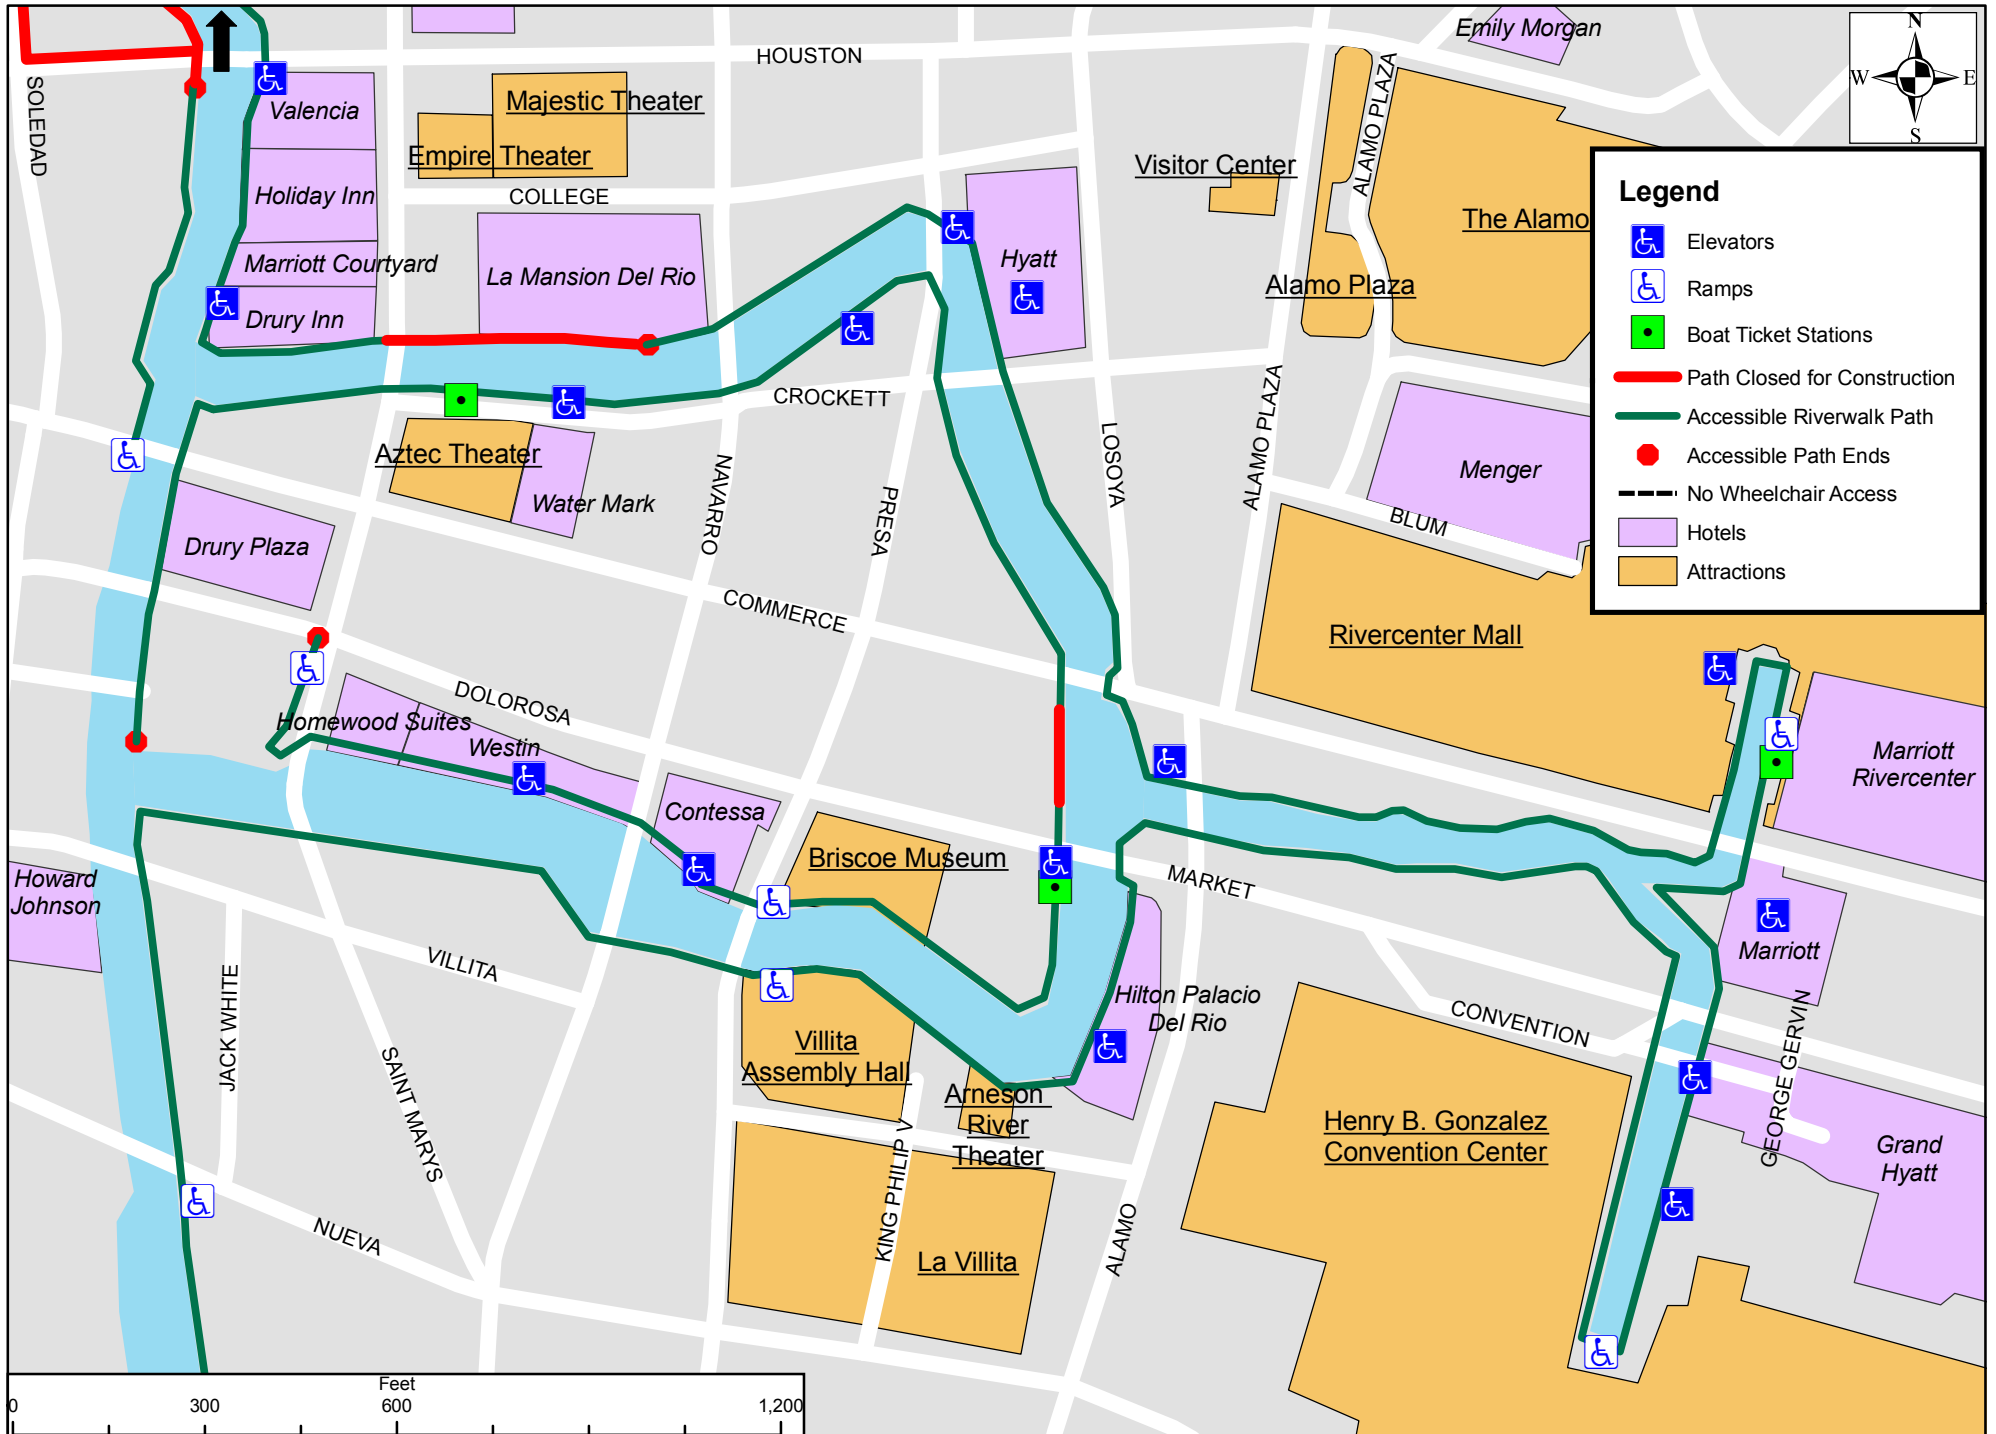 Emily Morgan
N
W
E
S
HOUSTON
SOLEDAD
Valencia
Majestic Theater
Empire Theater
ALAMO PLAZA
Visitor Center
Holiday Inn
COLLEGE
The Alamo
Marriott Courtyard
La Mansion Del Rio
Hyatt
Alamo Plaza
Drury Inn
Legend
Elevators
Ramps
Boat Ticket Stations
Path Closed for Construction
Accessible Riverwalk Path
Accessible Path Ends
No Wheelchair Access
Hotels
Attractions
CROCKETT
ALAMO PLAZA
LOSOYA
Aztec Theater
NAVARRO
Menger
Water Mark
PRESA
BLUM
Drury Plaza
COMMERCE
Rivercenter Mall
DOLOROSA
Homewood Suites
Westin
Marriott
Rivercenter
Contessa
Briscoe Museum
MARKET
Howard
Johnson
Marriott
VILLITA
JACK WHITE
Hilton Palacio
Del Rio
CONVENTION
GEORGE GERVIN
Villita
Assembly Hall
SAINT MARYS
Arneson
River
Theater
Henry B. Gonzalez
Convention Center
Grand
Hyatt
KING PHILIP V
NUEVA
ALAMO
La Villita
Feet
0
300
600
1,200